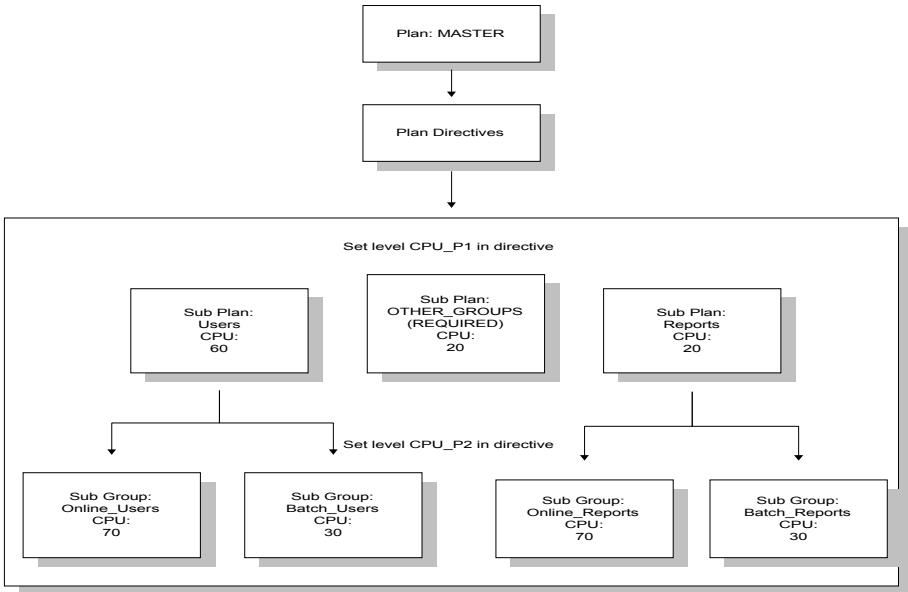 Plan: MASTER
Plan Directives
Set level CPU_P1 in directive
Sub Plan:
Users
CPU:
60
Sub Plan:
OTHER_GROUPS
(REQUIRED)
CPU:
20
Sub Plan:
Reports
CPU:
20
Set level CPU_P2 in directive
Sub Group:
Online_Users
CPU:
70
Sub Group:
Batch_Users
CPU:
30
Sub Group:
Online_Reports
CPU:
70
Sub Group:
Batch_Reports
CPU:
30